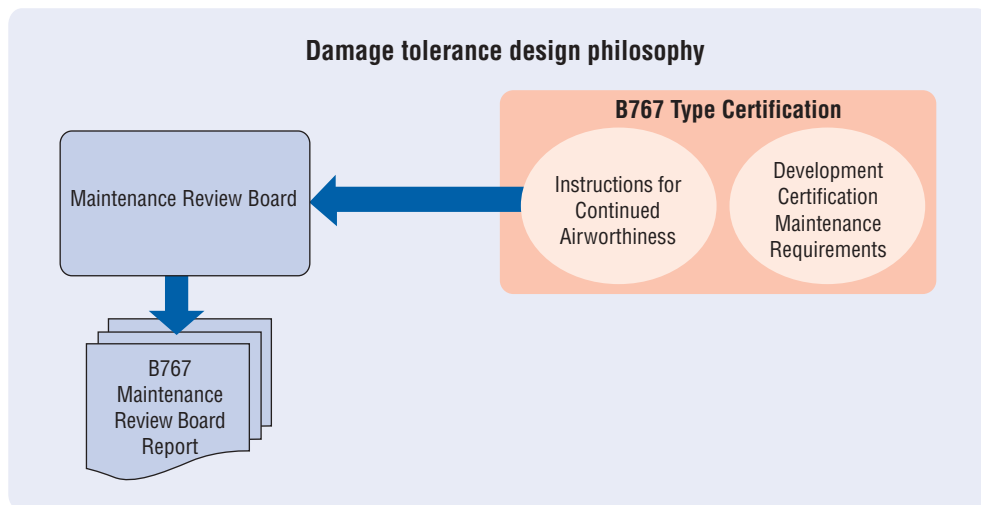 Damage tolerance design philosophy
B767 Type Certification
Maintenance Review Board
Instructions for
Continued
Airworthiness
Development
Certification
Maintenance
Requirements
B767
Maintenance
Review Board
Report